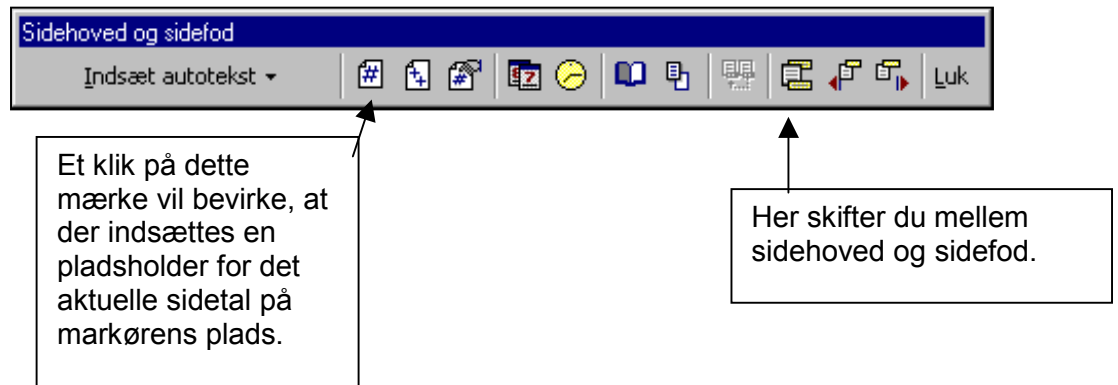 Sidehoved og sidefod
Indsæt autotekst
Luk
Et klik på dette
mærke vil bevirke, at
der indsættes en
pladsholder for det
aktuelle sidetal på
markørens plads.
Her skifter du mellem
sidehoved og sidefod.